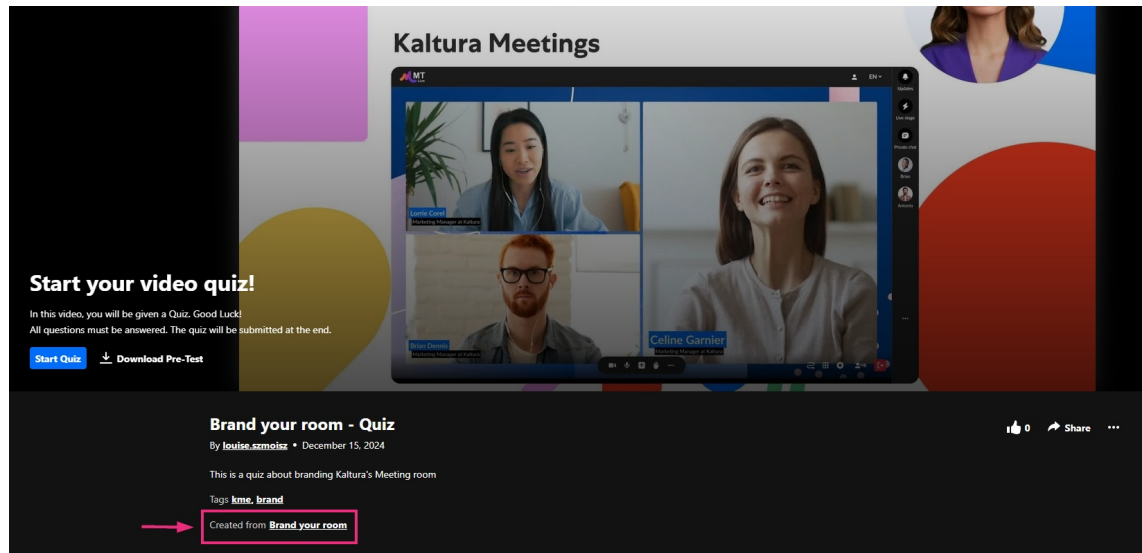 Kaltura Meetings
MT
Live
EN
Updates
Live stage
Private chat
Brian
Antonio
Lorrie Corel
Marketing Manager at Kaltura
Brian Dennis
Marketing Manager at Kaltura
Celine Garnier
Marketing Manager at Kaltura
Start your video quiz!
In this video, you will be given a Quiz. Good Luck!
All questions must be answered. The quiz will be submitted at the end.
Start Quiz Download Pre-Test
Brand your room - Quiz
0 Share
By louise.szmoisz • December 15, 2024
This is a quiz about branding Kaltura's Meeting room
Tags kme, brand
Created from Brand your room